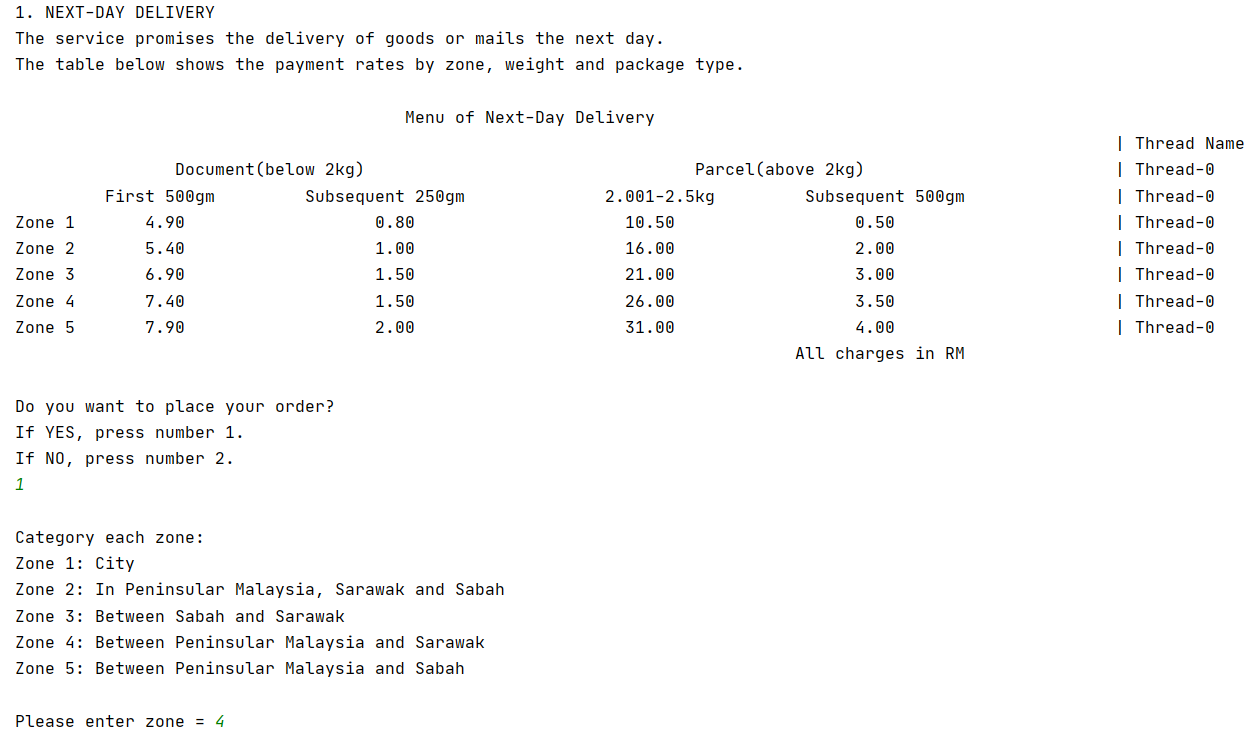 1. NEXT-DAY DELIVERY
The service promises the delivery of goods or mails the next day.
The table below shows the payment rates by zone, weight and package type.
Menu of Next-Day Delivery
| Thread Name
Document(below 2kg) Parcel(above 2kg) | Thread-0
First 500gm Subsequent 250gm 2.001-2.5kg Subsequent 500gm | Thread-0
Zone 1 4.90 0.80 10.50 0.50 | Thread-0
Zone 2 5.40 1.00 16.00 2.00 | Thread-0
Zone 3 6.90 1.50 21.00 3.00 | Thread-0
Zone 4 7.40 1.50 26.00 3.50 | Thread-0
Zone 5 7.90 2.00 31.00 4.00 | Thread-0
All charges in RM
Do you want to place your order?
If YES, press number 1.
If NO, press number 2.
1
Category each zone:
Zone 1: City
Zone 2: In Peninsular Malaysia, Sarawak and Sabah
Zone 3: Between Sabah and Sarawak
Zone 4: Between Peninsular Malaysia and Sarawak
Zone 5: Between Peninsular Malaysia and Sabah
Please enter zone = 4